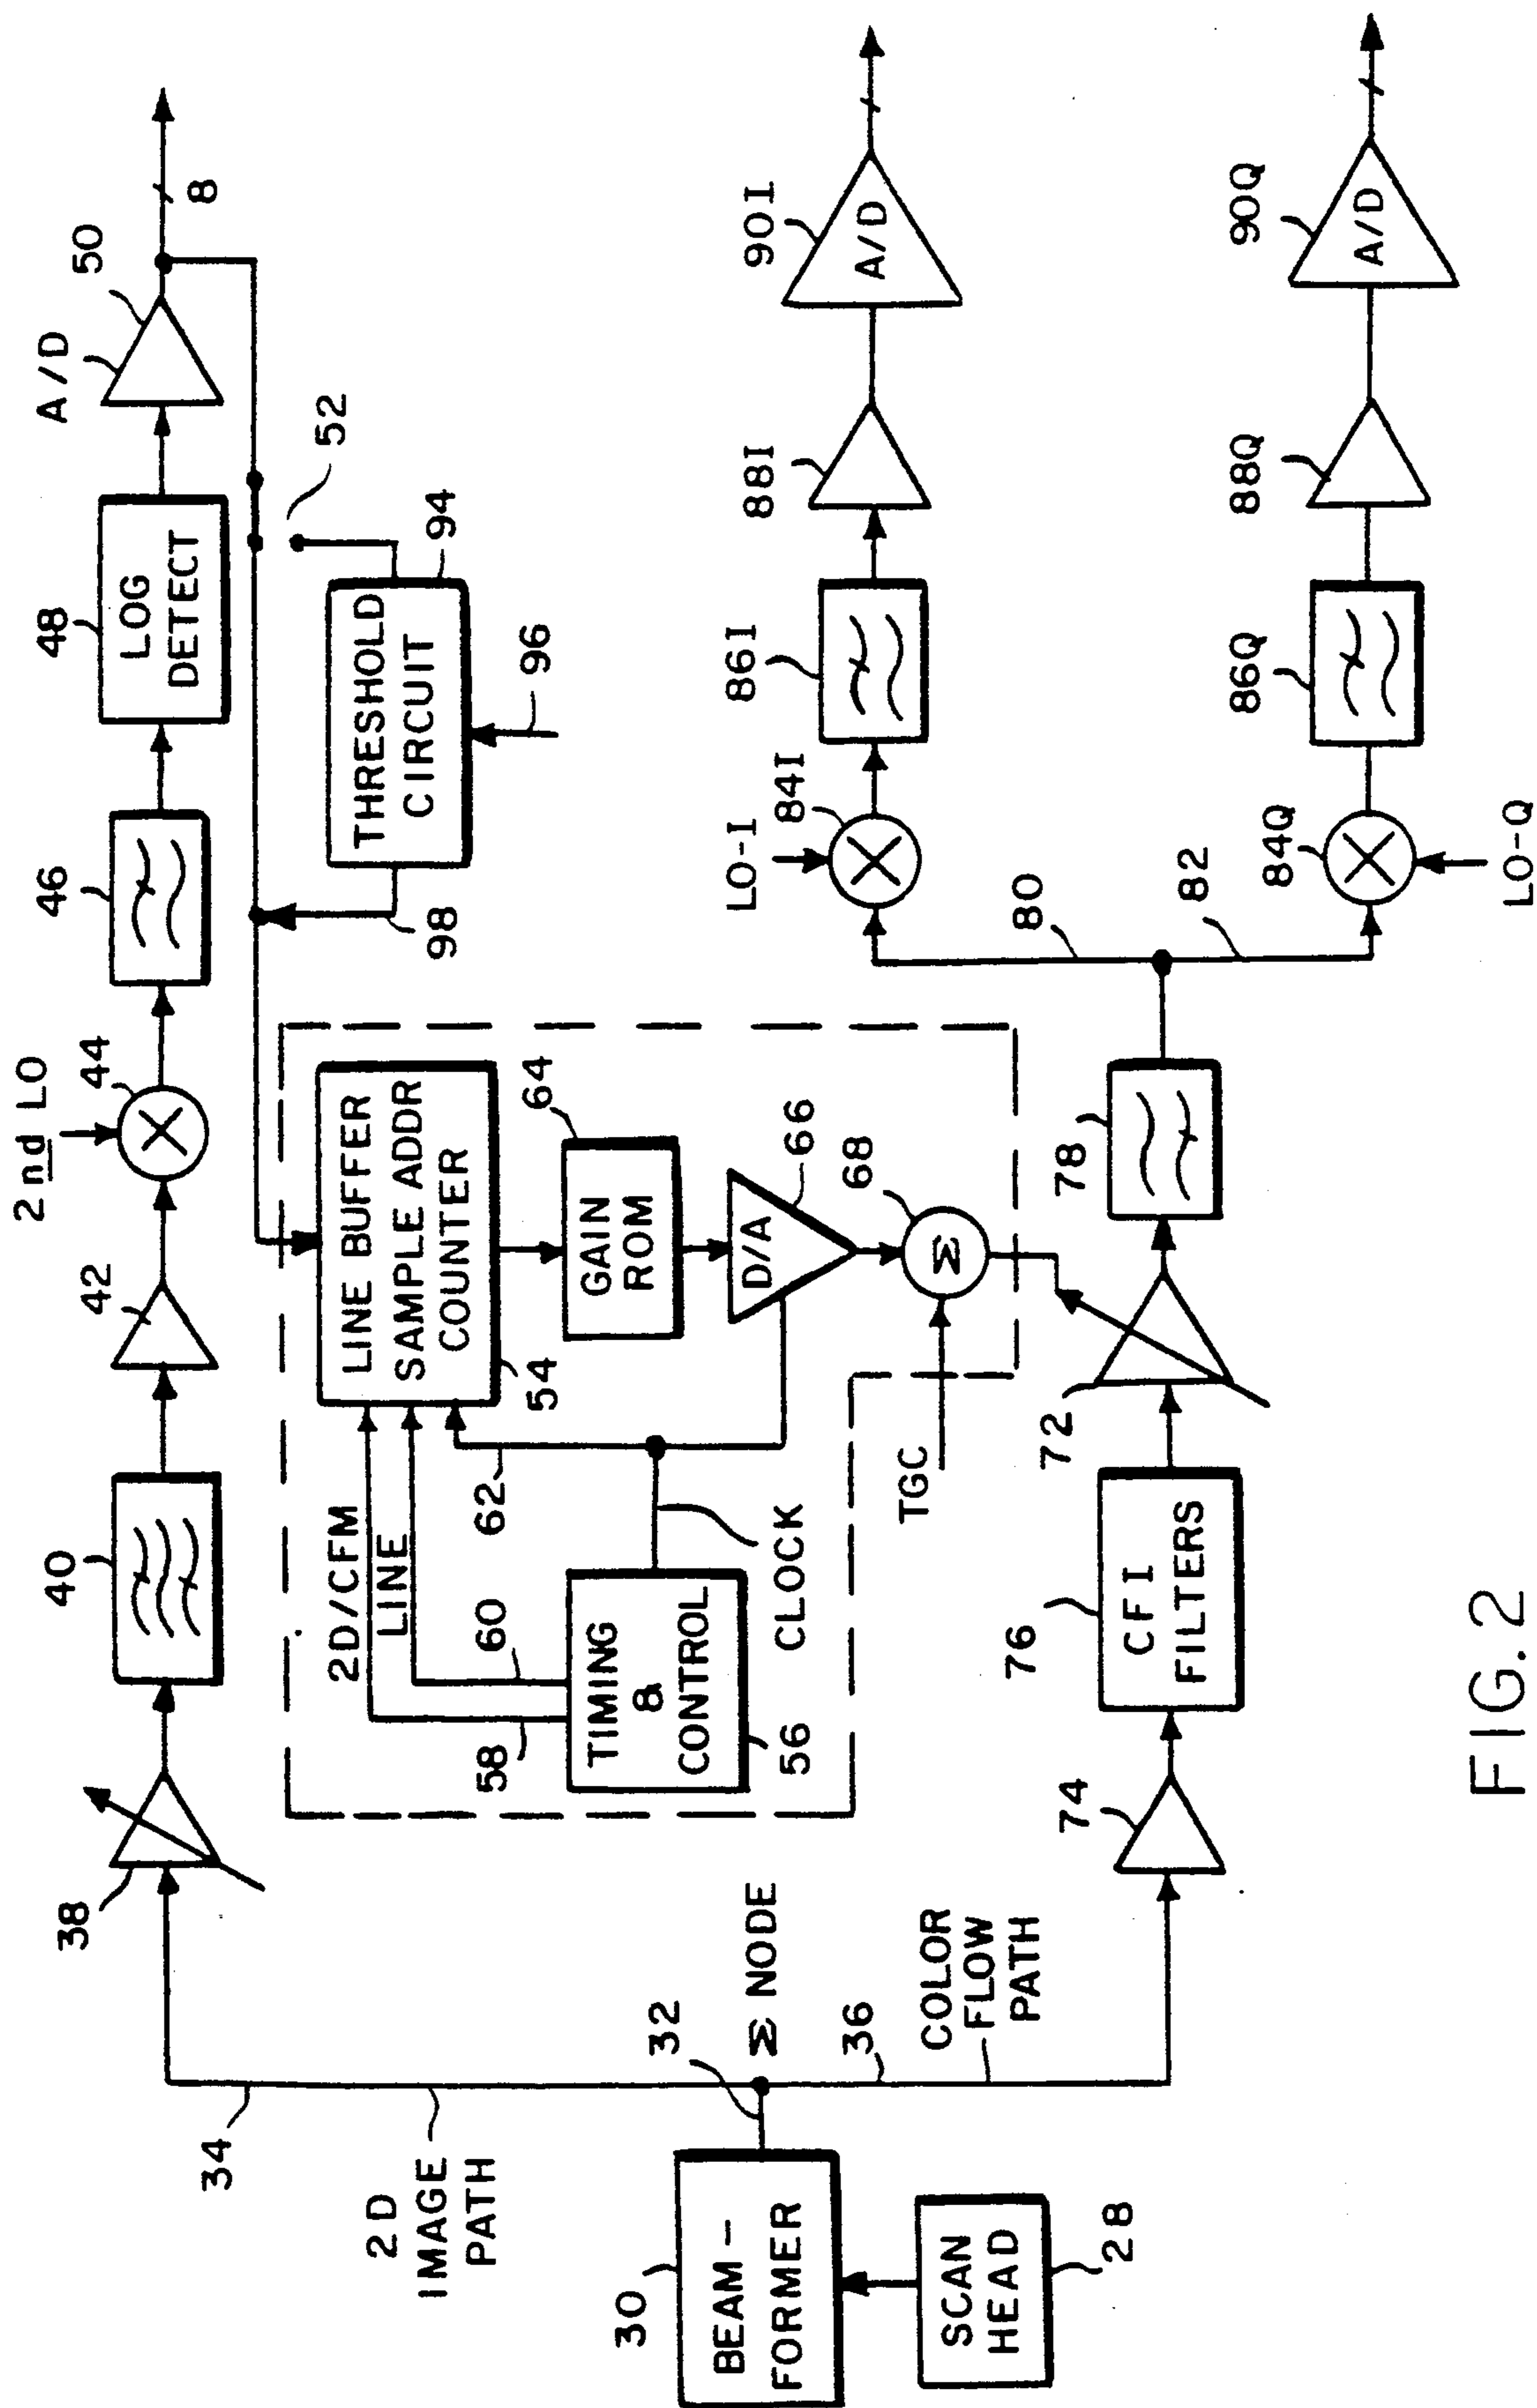 2D
IMAGE
PATH
34
38
40
42
2nd LO
44
46
48
LOG
DETECT
A/D
50
8
52
THRESHOLD
CIRCUIT
94
96
98
LINE BUFFER
SAMPLE ADDR
COUNTER
54
2D/CFM
LINE
58
60
62
TIMING
&
CONTROL
56
CLOCK
64
GAIN
ROM
D/A
66
Σ
68
TGC
30
BEAM-
FORMER
SCAN
HEAD
28
32
Σ NODE
36
COLOR
FLOW
PATH
74
76
CFI
FILTERS
72
78
80
82
LO-I
84I
86I
88I
90I
A/D
84Q
LO-Q
86Q
88Q
90Q
A/D
FIG. 2